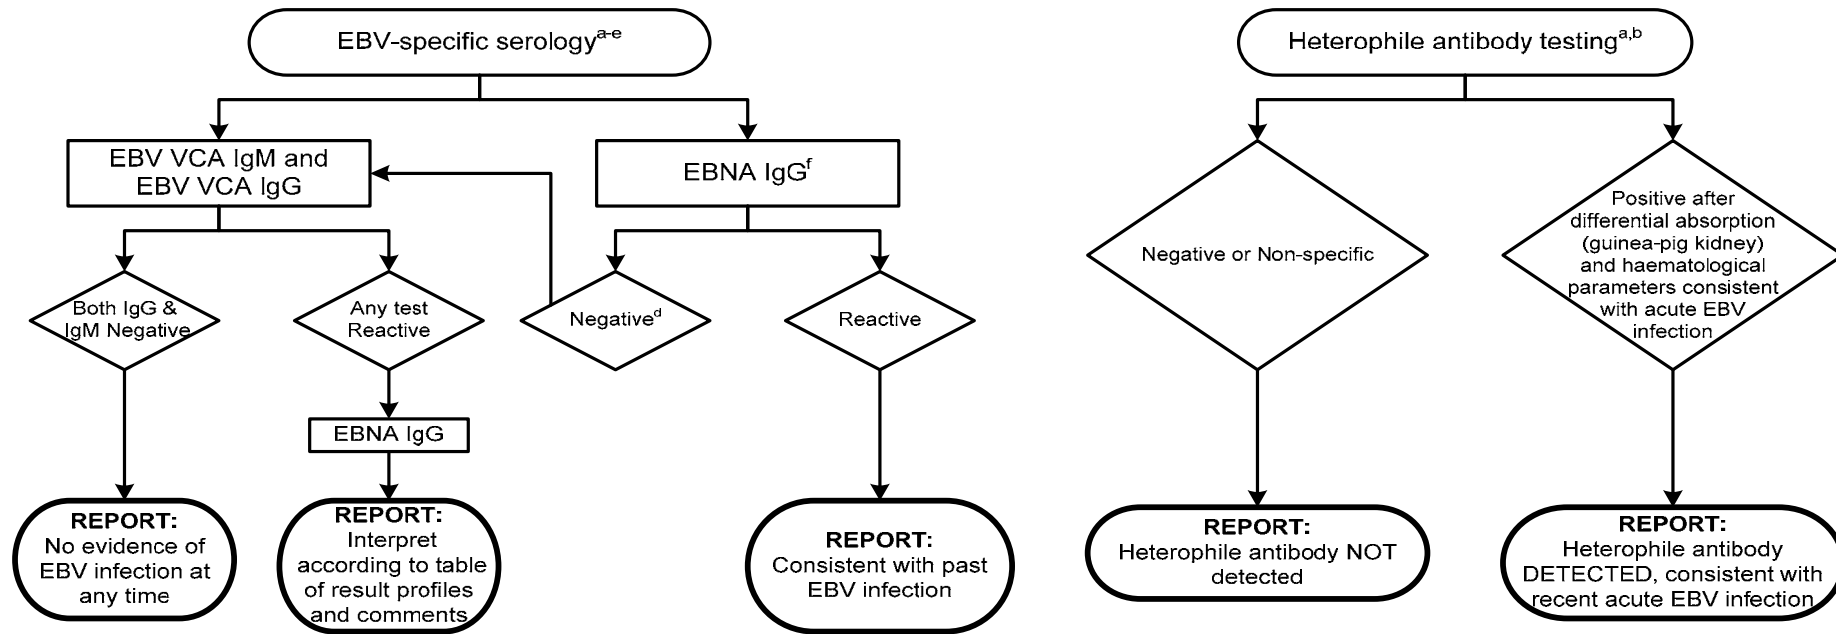 EBV-specific serologyᵃ⁻ᵉ
EBV VCA IgM and
EBV VCA IgG
EBNA IgGᶠ
Both IgG &
IgM Negative
Any test
Reactive
Negativeᵈ
Reactive
EBNA IgG
REPORT:
No evidence of
EBV infection at
any time
REPORT:
Interpret
according to table
of result profiles
and comments
REPORT:
Consistent with past
EBV infection
Heterophile antibody testingᵃ,ᵇ
Negative or Non-specific
Positive after
differential absorption
(guinea-pig kidney)
and haematological
parameters consistent
with acute EBV
infection
REPORT:
Heterophile antibody NOT
detected
REPORT:
Heterophile antibody
DETECTED, consistent with
recent acute EBV infection